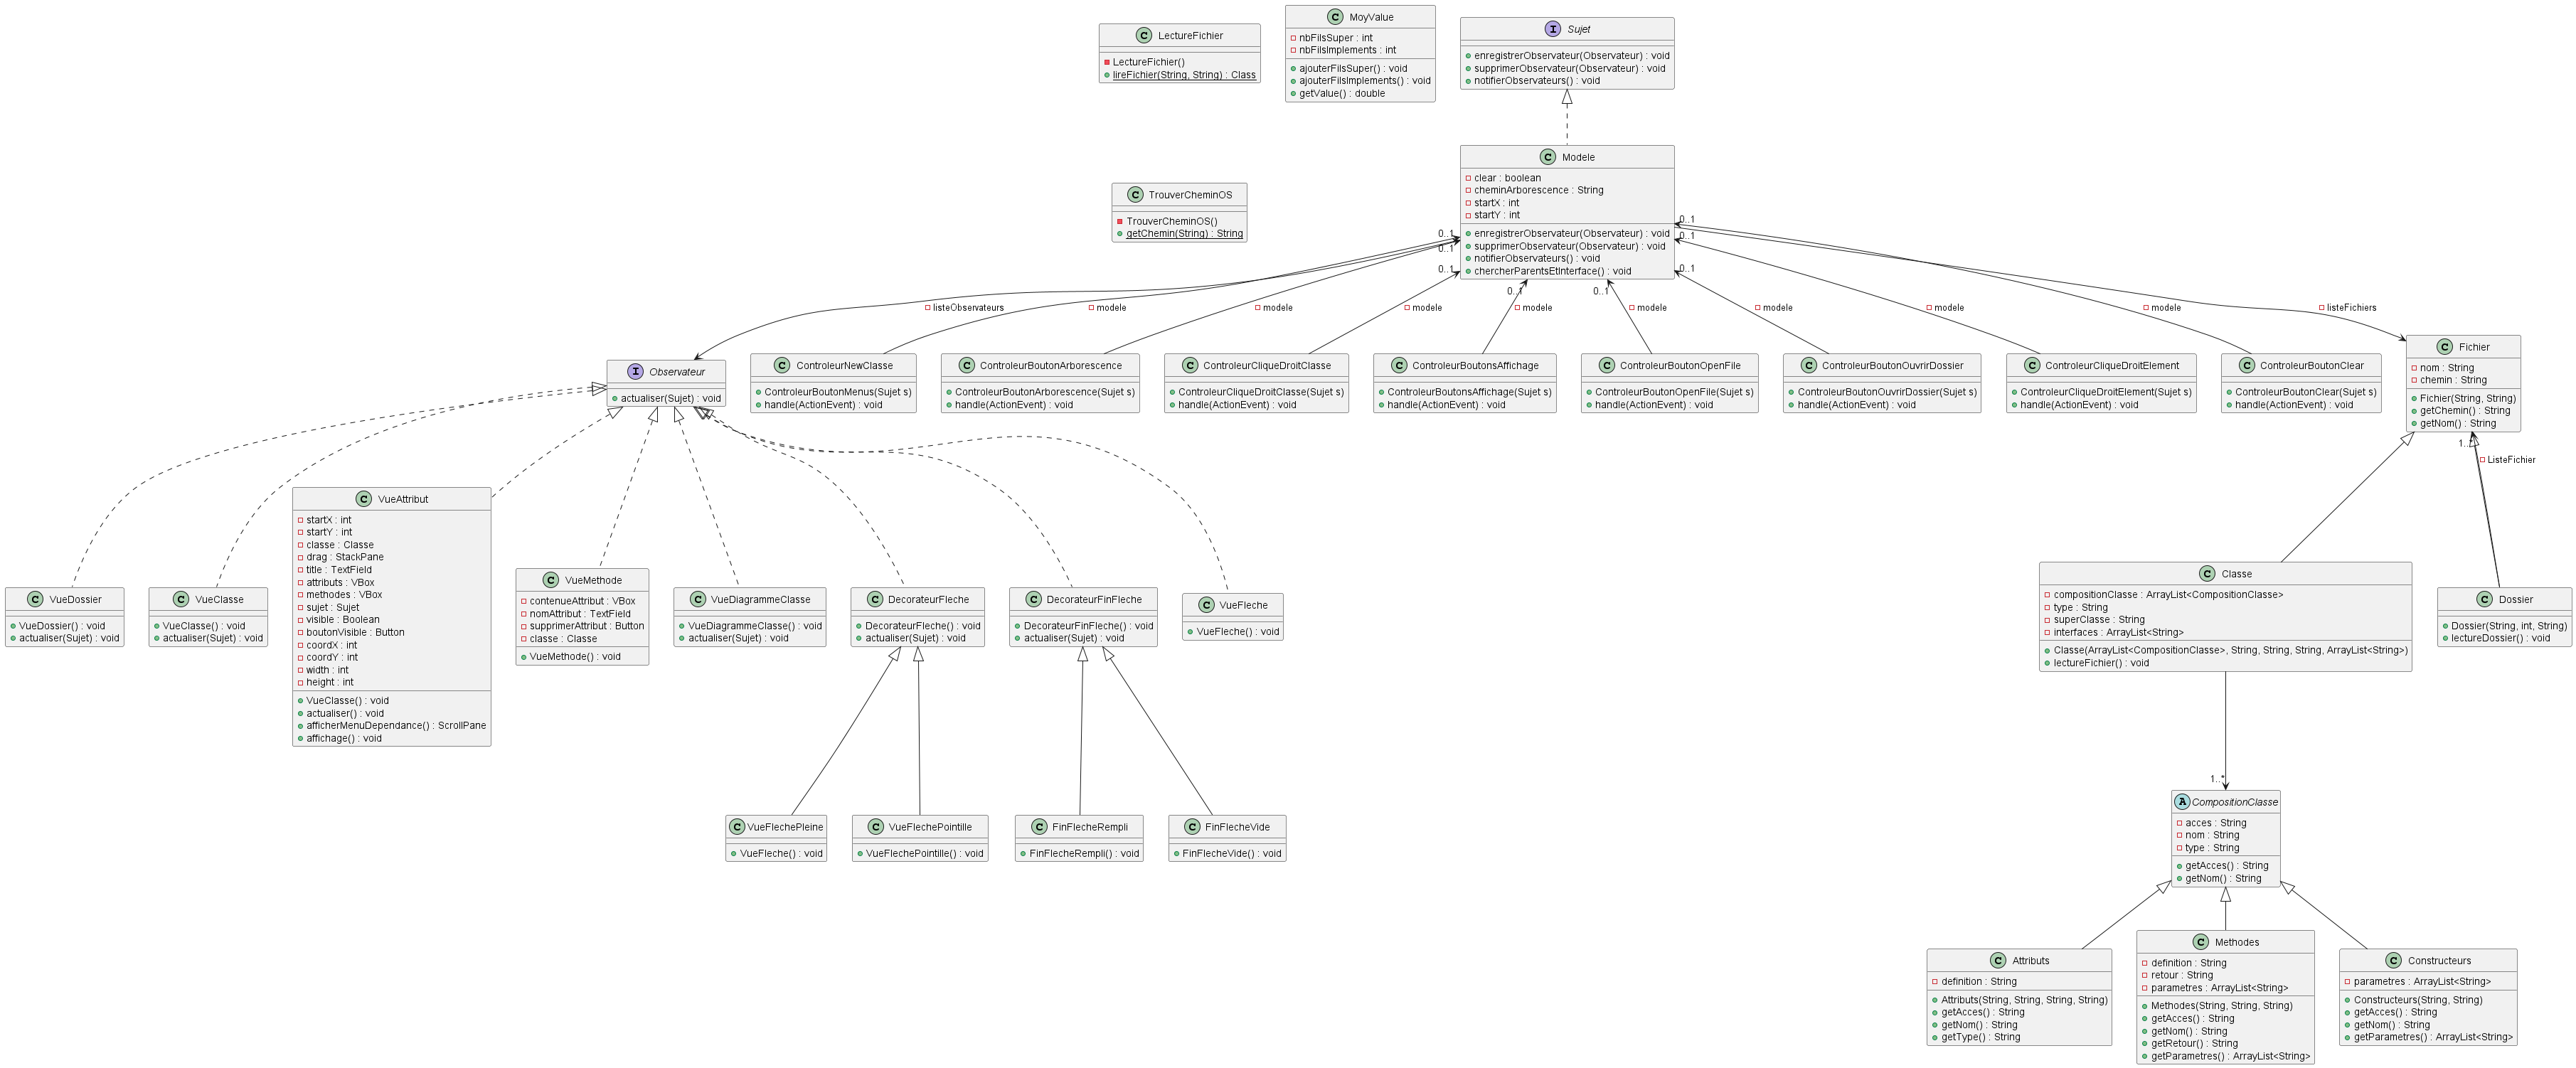 LectureFichier
LectureFichier()
lireFichier(String, String) : Class
MoyValue
nbFilsSuper : int
nbFilsImplements : int
ajouterFilsSuper() : void
ajouterFilsImplements() : void
getValue() : double
Sujet
enregistrerObservateur(Observateur) : void
supprimerObservateur(Observateur) : void
notifierObservateurs() : void
TrouverCheminOS
TrouverCheminOS()
getChemin(String) : String
Modele
clear : boolean
cheminArborescence : String
startX : int
startY : int
enregistrerObservateur(Observateur) : void
supprimerObservateur(Observateur) : void
notifierObservateurs() : void
chercherParentsEtInterface() : void
0..1
0..1
0..1
0..1
0..1
0..1
0..1
0..1
listeObservateurs
modele
modele
modele
modele
modele
modele
modele
modele
listeFichiers
Observateur
actualiser(Sujet) : void
ControleurNewClasse
ControleurBoutonMenus(Sujet s)
handle(ActionEvent) : void
ControleurBoutonArborescence
ControleurBoutonArborescence(Sujet s)
handle(ActionEvent) : void
ControleurCliqueDroitClasse
ControleurCliqueDroitClasse(Sujet s)
handle(ActionEvent) : void
ControleurBoutonsAffichage
ControleurBoutonsAffichage(Sujet s)
handle(ActionEvent) : void
ControleurBoutonOpenFile
ControleurBoutonOpenFile(Sujet s)
handle(ActionEvent) : void
ControleurBoutonOuvrirDossier
ControleurBoutonOuvrirDossier(Sujet s)
handle(ActionEvent) : void
ControleurCliqueDroitElement
ControleurCliqueDroitElement(Sujet s)
handle(ActionEvent) : void
ControleurBoutonClear
ControleurBoutonClear(Sujet s)
handle(ActionEvent) : void
Fichier
nom : String
chemin : String
Fichier(String, String)
getChemin() : String
getNom() : String
1..*
ListeFichier
VueDossier
VueDossier() : void
actualiser(Sujet) : void
VueClasse
VueClasse() : void
actualiser(Sujet) : void
VueAttribut
startX : int
startY : int
classe : Classe
drag : StackPane
title : TextField
attributs : VBox
methodes : VBox
sujet : Sujet
visible : Boolean
boutonVisible : Button
coordX : int
coordY : int
width : int
height : int
VueClasse() : void
actualiser() : void
afficherMenuDependance() : ScrollPane
affichage() : void
VueMethode
contenueAttribut : VBox
nomAttribut : TextField
supprimerAttribut : Button
classe : Classe
VueMethode() : void
VueDiagrammeClasse
VueDiagrammeClasse() : void
actualiser(Sujet) : void
DecorateurFleche
DecorateurFleche() : void
actualiser(Sujet) : void
DecorateurFinFleche
DecorateurFinFleche() : void
actualiser(Sujet) : void
VueFleche
VueFleche() : void
Classe
compositionClasse : ArrayList<CompositionClasse>
type : String
superClasse : String
interfaces : ArrayList<String>
Classe(ArrayList<CompositionClasse>, String, String, String, ArrayList<String>)
lectureFichier() : void
Dossier
Dossier(String, int, String)
lectureDossier() : void
1..*
VueFlechePleine
VueFleche() : void
VueFlechePointille
VueFlechePointille() : void
FinFlecheRempli
FinFlecheRempli() : void
FinFlecheVide
FinFlecheVide() : void
CompositionClasse
acces : String
nom : String
type : String
getAcces() : String
getNom() : String
Attributs
definition : String
Attributs(String, String, String, String)
getAcces() : String
getNom() : String
getType() : String
Methodes
definition : String
retour : String
parametres : ArrayList<String>
Methodes(String, String, String)
getAcces() : String
getNom() : String
getRetour() : String
getParametres() : ArrayList<String>
Constructeurs
parametres : ArrayList<String>
Constructeurs(String, String)
getAcces() : String
getNom() : String
getParametres() : ArrayList<String>